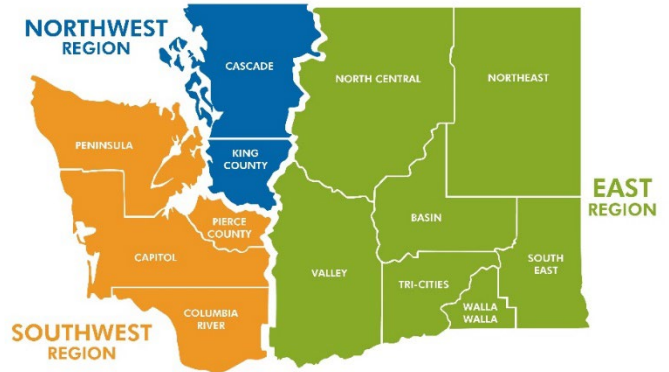 NORTHWEST
REGION
CASCADE
NORTH CENTRAL
NORTHEAST
PENINSULA
KING
COUNTY
EAST
REGION
PIERCE
COUNTY
BASIN
CAPITOL
VALLEY
SOUTH
EAST
TRI-CITIES
COLUMBIA
RIVER
WALLA
WALLA
SOUTHWEST
REGION